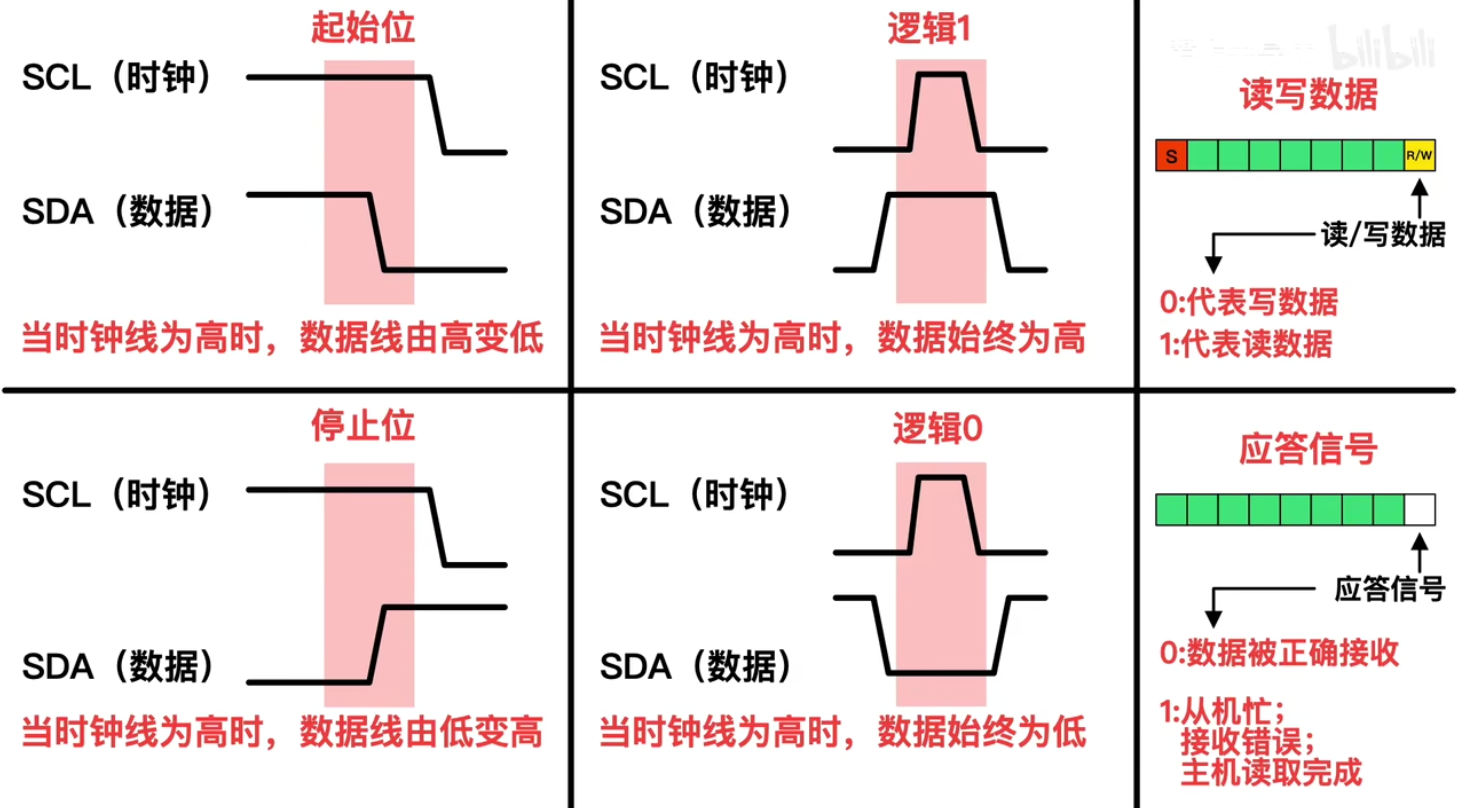 起始位
SCL（时钟）
SDA（数据）
当时钟线为高时，数据线由高变低
逻辑1
SCL（时钟）
SDA（数据）
当时钟线为高时，数据始终为高
bilibili
读写数据
S
R/W
读/写数据
0:代表写数据
1:代表读数据
停止位
SCL（时钟）
SDA（数据）
当时钟线为高时，数据线由低变高
逻辑0
SCL（时钟）
SDA（数据）
当时钟线为高时，数据始终为低
应答信号
应答信号
0:数据被正确接收
1:从机忙；
接收错误；
主机读取完成